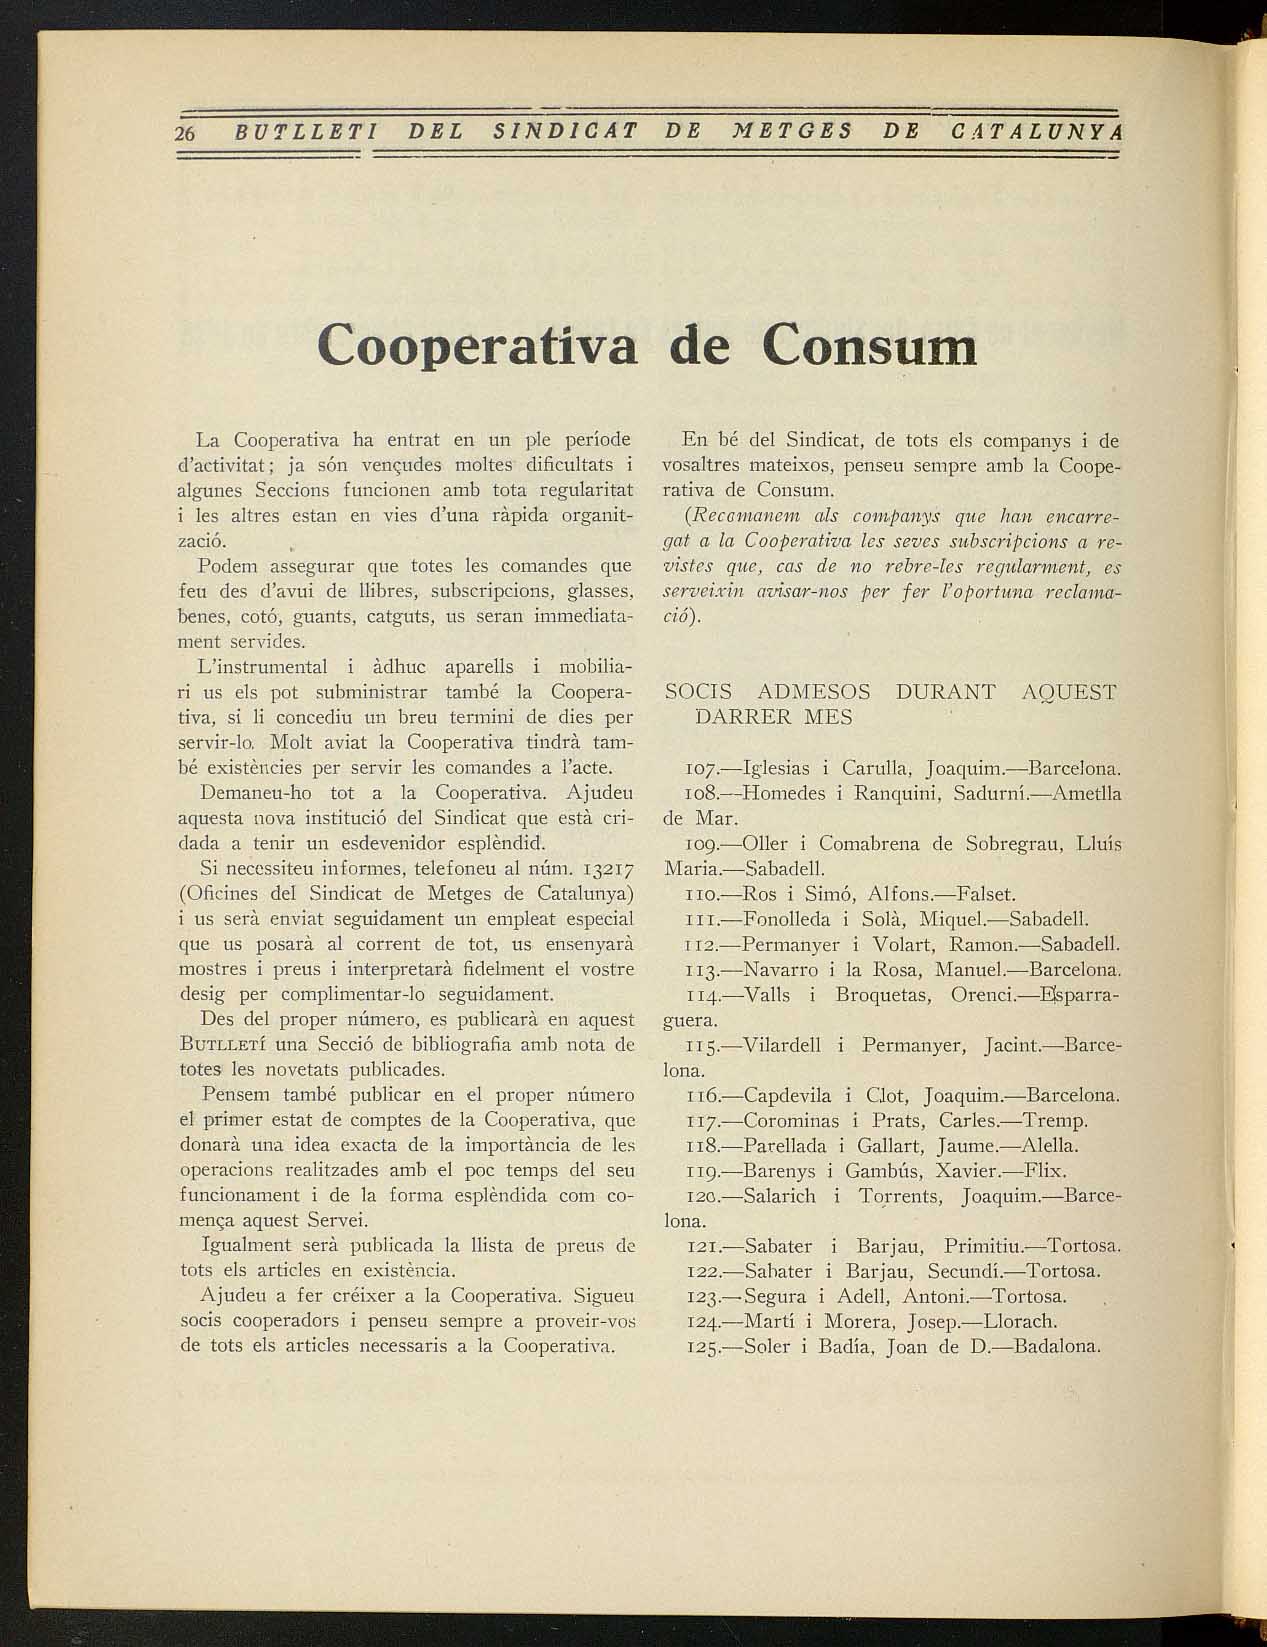 26 BUTLLETI DEL SINDICAT DE METGES DE CATALUNYA
Cooperativa de Consum
La Cooperativa ha entrat en un ple període
d'activitat; ja són vençudes moltes dificultats i
algunes Seccions funcionen amb tota regularitat
i les altres estan en vies d'una ràpida organit-
zació.
Podem assegurar que totes les comandes que
feu des d'avui de llibres, subscripcions, glasses,
benes, cotó, guants, catguts, us seran immediata-
ment servides.
L'instrumental i àdhuc aparells i mobilia-
ri us els pot subministrar també la Coopera-
tiva, si li concediu un breu termini de dies per
servir-lo. Molt aviat la Cooperativa tindrà tam-
bé existències per servir les comandes a l'acte.
Demaneu-ho tot a la Cooperativa. Ajudeu
aquesta nova institució del Sindicat que està cri-
dada a tenir un esdevenidor esplèndid.
Si necessiteu informes, telefoneu al núm. 13217
(Oficines del Sindicat de Metges de Catalunya)
i us serà enviat seguidament un empleat especial
que us posarà al corrent de tot, us ensenyarà
mostres i preus i interpretarà fidelment el vostre
desig per complimentar-lo seguidament.
Des del proper número, es publicarà en aquest
BUTLLETÍ una Secció de bibliografia amb nota de
totes les novetats publicades.
Pensem també publicar en el proper número
el primer estat de comptes de la Cooperativa, que
donarà una idea exacta de la importància de les
operacions realitzades amb el poc temps del seu
funcionament i de la forma esplèndida com co-
mença aquest Servei.
Igualment serà publicada la llista de preus de
tots els articles en existència.
Ajudeu a fer créixer a la Cooperativa. Sigueu
socis cooperadors i penseu sempre a proveir-vos
de tots els articles necessaris a la Cooperativa.
En bé del Sindicat, de tots els companys i de
vosaltres mateixos, penseu sempre amb la Coope-
rativa de Consum.
(Recomanem als companys que han encarre-
gat a la Cooperativa les seves subscripcions a re-
vistes que, cas de no rebre-les regularment, es
serveixin avisar-nos per fer l'oportuna reclama-
ció).
SOCIS ADMESOS DURANT AQUEST
DARRER MES
107.—Iglesias i Carulla, Joaquim.—Barcelona.
108.—Homedes i Ranquini, Sadurní.—Ametlla
de Mar.
109.—Oller i Comabrena de Sobregrau, Lluís
Maria.—Sabadell.
110.—Ros i Simó, Alfons.—Falset.
111.—Fonolleda i Solà, Miquel.—Sabadell.
112.—Permanyer i Volart, Ramon.—Sabadell.
113.—Navarro i la Rosa, Manuel.—Barcelona.
114.—Valls i Broquetas, Orenci.—Esparra-
guera.
115.—Vilardell i Permanyer, Jacint.—Barce-
lona.
116.—Capdevila i Clot, Joaquim.—Barcelona.
117.—Corominas i Prats, Carles.—Tremp.
118.—Parellada i Gallart, Jaume.—Alella.
119.—Barenys i Gambús, Xavier.—Flix.
120.—Salarich i Torrents, Joaquim.—Barce-
lona.
121.—Sabater i Barjau, Primitiu.—Tortosa.
122.—Sabater i Barjau, Secundí.—Tortosa.
123.—Segura i Adell, Antoni.—Tortosa.
124.—Martí i Morera, Josep.—Llorach.
125.—Soler i Badía, Joan de D.—Badalona.